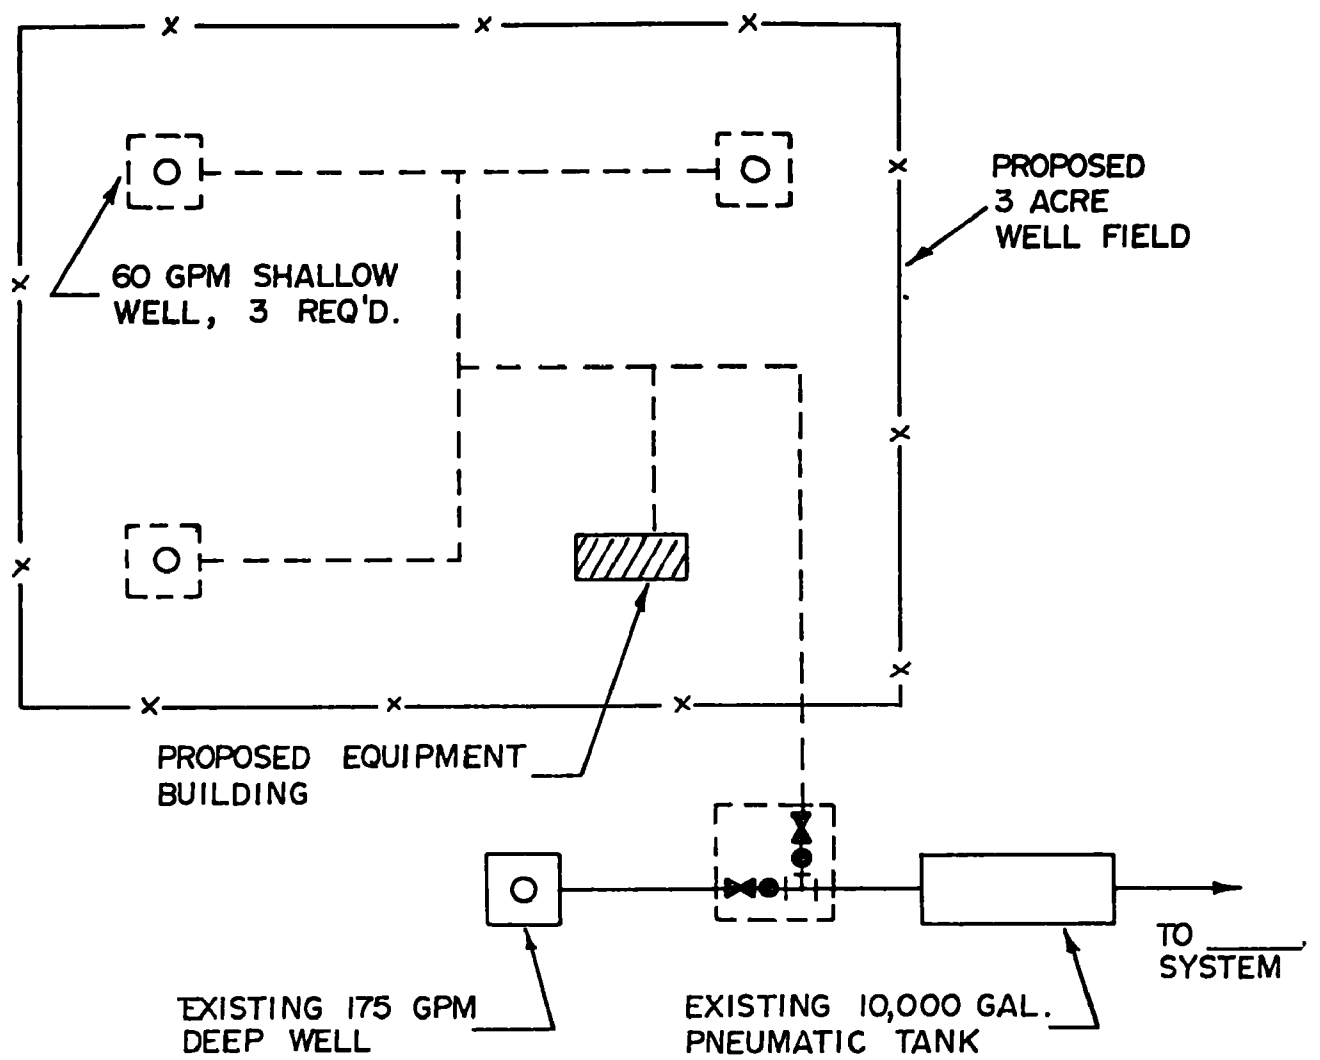 PROPOSED
3 ACRE
WELL FIELD
60 GPM SHALLOW
WELL, 3 REQ'D.
PROPOSED EQUIPMENT
BUILDING
TO ______
SYSTEM
EXISTING 175 GPM
DEEP WELL
EXISTING 10,000 GAL.
PNEUMATIC TANK